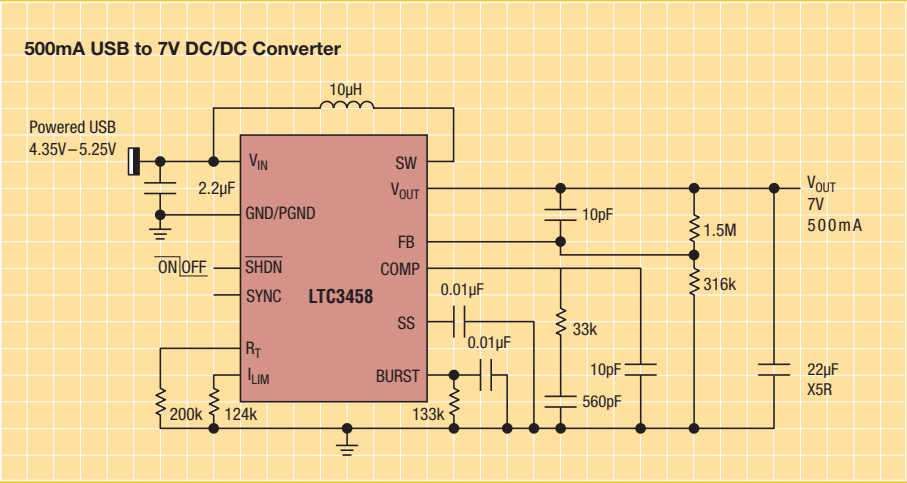 500mA USB to 7V DC/DC Converter
10µH
Powered USB
4.35V–5.25V
VIN
SW
2.2µF
VOUT
VOUT
7V
500mA
GND/PGND
10pF
1.5M
FB
ON OFF
SHDN
COMP
316k
SYNC
LTC3458
0.01µF
SS
33k
0.01µF
RT
ILIM
BURST
10pF
22µF
X5R
200k
124k
133k
560pF